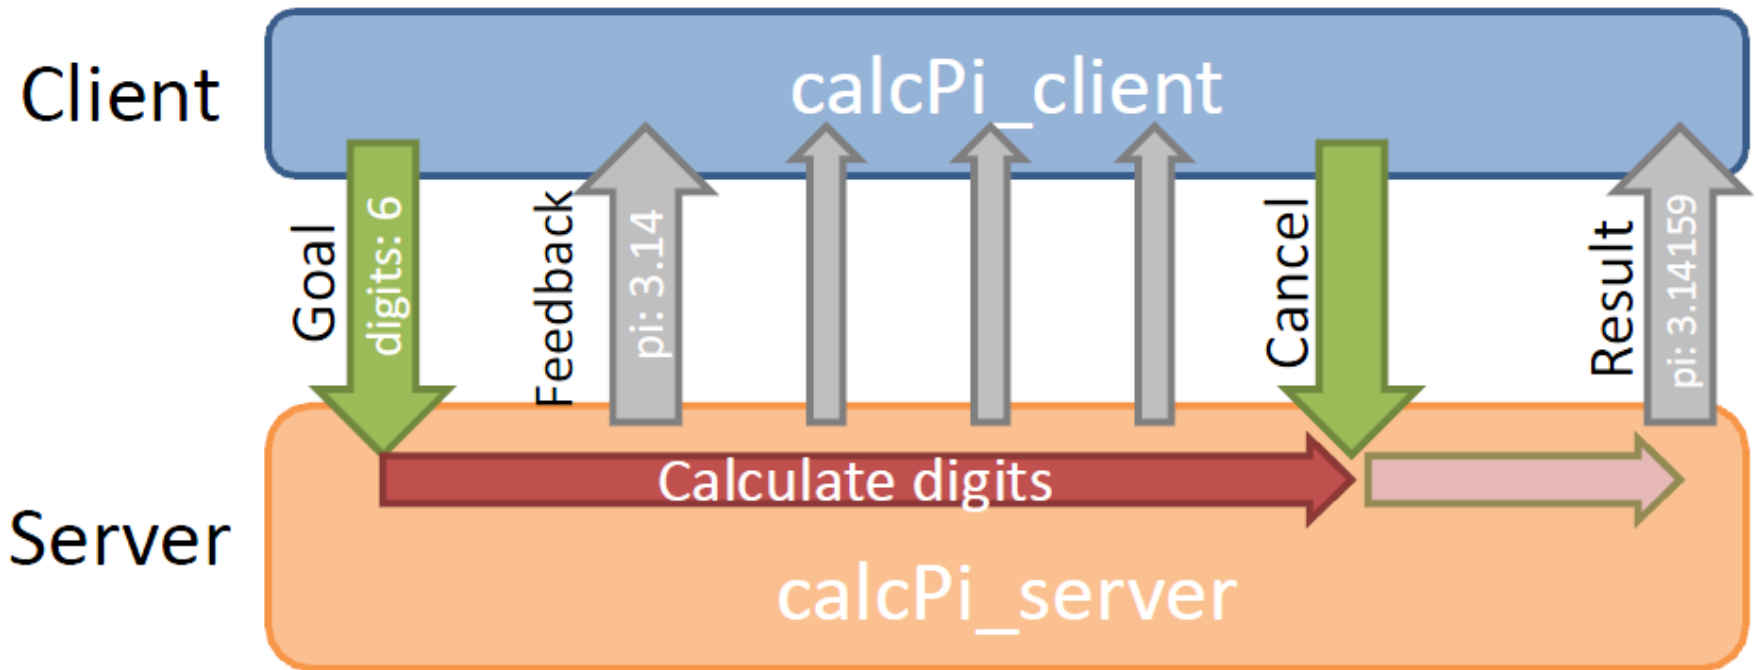 Client
calcPi_client
Goal
digits: 6
Feedback
pi: 3.14
Cancel
Result
pi: 3.14159
Calculate digits
Server
calcPi_server